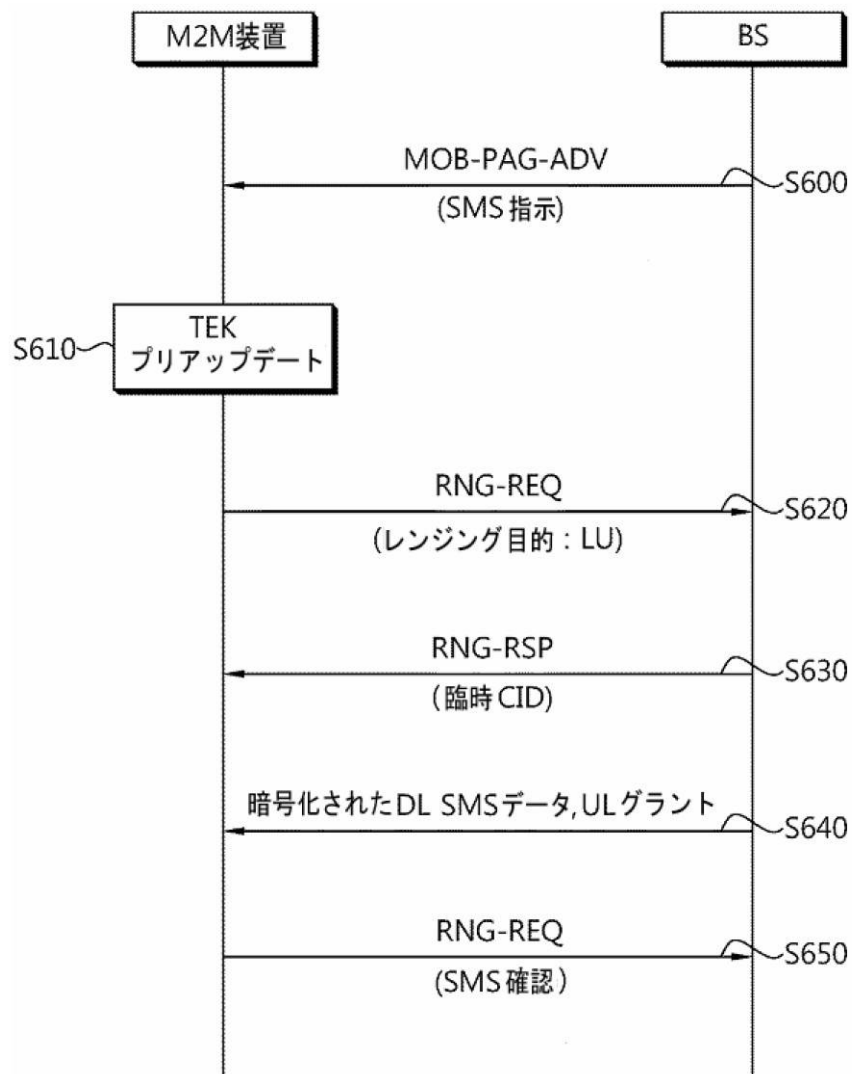 M2M装置
BS
MOB-PAG-ADV
S600
(SMS 指示)
TEK
プリアップデート
S610
RNG-REQ
S620
(レンジング目的：LU)
RNG-RSP
S630
(臨時 CID)
暗号化されたDL SMSデータ,ULグラント
S640
RNG-REQ
S650
(SMS 確認)